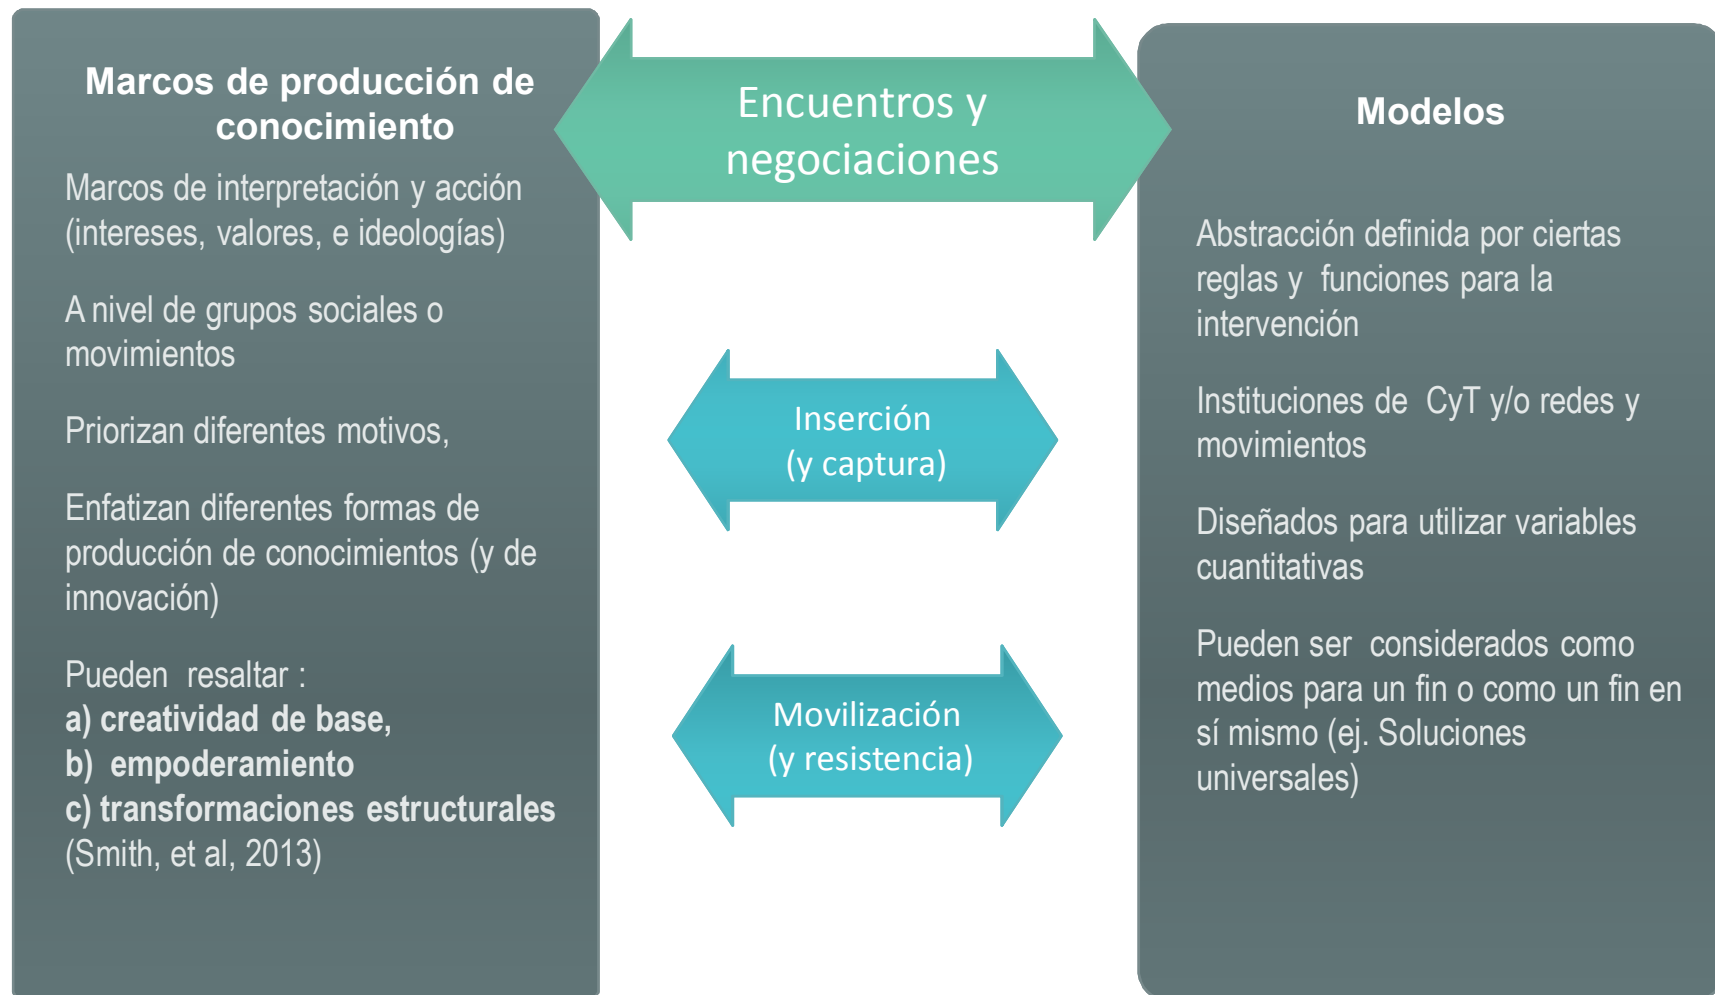 Marcos de producción de
conocimiento
Marcos de interpretación y acción
(intereses, valores, e ideologías)
A nivel de grupos sociales o
movimientos
Priorizan diferentes motivos,
Enfatizan diferentes formas de
producción de conocimientos (y de
innovación)
Pueden resaltar :
a) creatividad de base,
b) empoderamiento
c) transformaciones estructurales
(Smith, et al, 2013)
Encuentros y
negociaciones
Inserción
(y captura)
Movilización
(y resistencia)
Modelos
Abstracción definida por ciertas
reglas y funciones para la
intervención
Instituciones de CyT y/o redes y
movimientos
Diseñados para utilizar variables
cuantitativas
Pueden ser considerados como
medios para un fin o como un fin en
sí mismo (ej. Soluciones
universales)